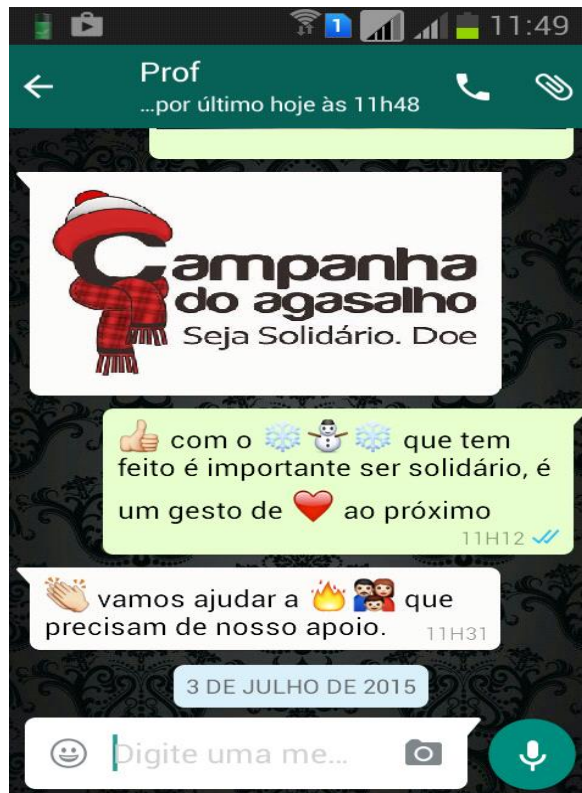 11:49
Prof
...por último hoje às 11h48
Campanha
do agasalho
Seja Solidário. Doe
👍 com o ❄️⛄❄️ que tem
feito é importante ser solidário, é
um gesto de ❤️ ao próximo
11H12
👏 vamos ajudar a 🔥👪 que
precisam de nosso apoio.
11H31
3 DE JULHO DE 2015
Digite uma me...
1